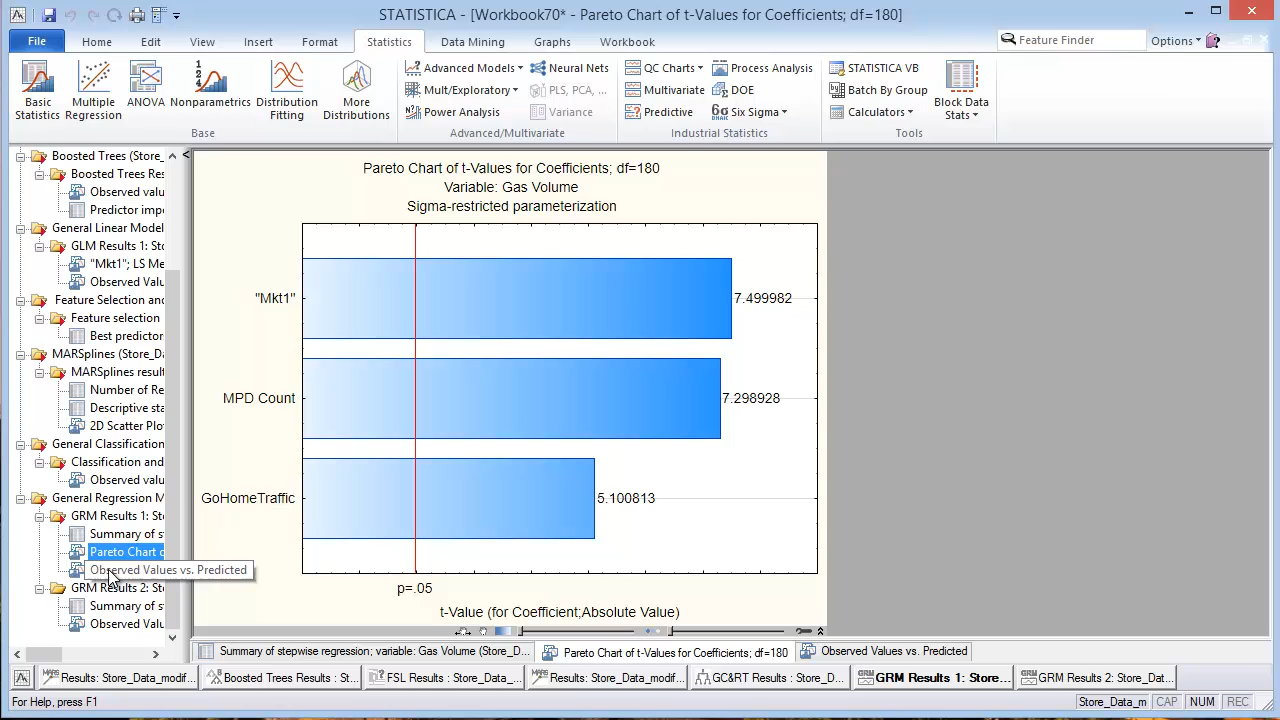 STATISTICA - [Workbook70* - Pareto Chart of t-Values for Coefficients; df=180]
File Home Edit View Insert Format Statistics Data Mining Graphs Workbook Feature Finder Options
Basic Statistics
Multiple Regression
ANOVA
Nonparametrics
Distribution Fitting
More Distributions
Base
Advanced Models
Mult/Exploratory
Power Analysis
Neural Nets
PLS, PCA, ...
Variance
Advanced/Multivariate
QC Charts
Multivariate
Predictive
Process Analysis
DOE
Six Sigma
Industrial Statistics
STATISTICA VB
Batch By Group
Calculators
Block Data Stats
Tools
Boosted Trees (Store_
Boosted Trees Res
Observed valu
Predictor impo
General Linear Model
GLM Results 1: Sto
"Mkt1"; LS Me
Observed Valu
Feature Selection and
Feature selection
Best predictor
MARSplines (Store_Da
MARSplines result
Number of Re
Descriptive sta
2D Scatter Plo
General Classification
Classification and
Observed valu
General Regression M
GRM Results 1: Sto
Summary of s
Pareto Chart o
Observed Values vs. Predicted
GRM Results 2: Sto
Summary of s
Observed Valu
Pareto Chart of t-Values for Coefficients; df=180
Variable: Gas Volume
Sigma-restricted parameterization
"Mkt1"
7.499982
MPD Count
7.298928
GoHomeTraffic
5.100813
p=.05
t-Value (for Coefficient;Absolute Value)
Summary of stepwise regression; variable: Gas Volume (Store_D... Pareto Chart of t-Values for Coefficients; df=180 Observed Values vs. Predicted
Results: Store_Data_modif... Boosted Trees Results: St... FSL Results : Store_Data_... Results: Store_Data_modif... GC&RT Results : Store_D... GRM Results 1: Store... GRM Results 2: Store_Dat...
For Help, press F1 Store_Data_m CAP NUM REC